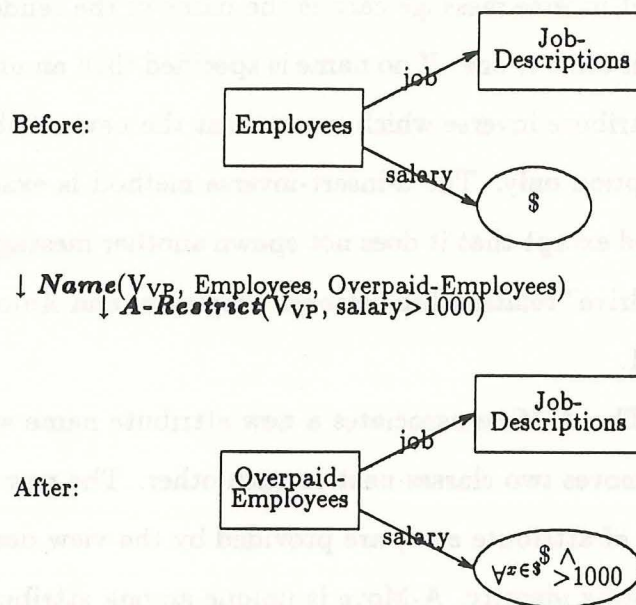 Job-
Descriptions
job
Before:
Employees
salary
$
↓ Name(V_VP, Employees, Overpaid-Employees)
↓ A-Restrict(V_VP, salary>1000)
Job-
Descriptions
job
After:
Overpaid-
Employees
salary
$ ∧
∀x∈$ >1000